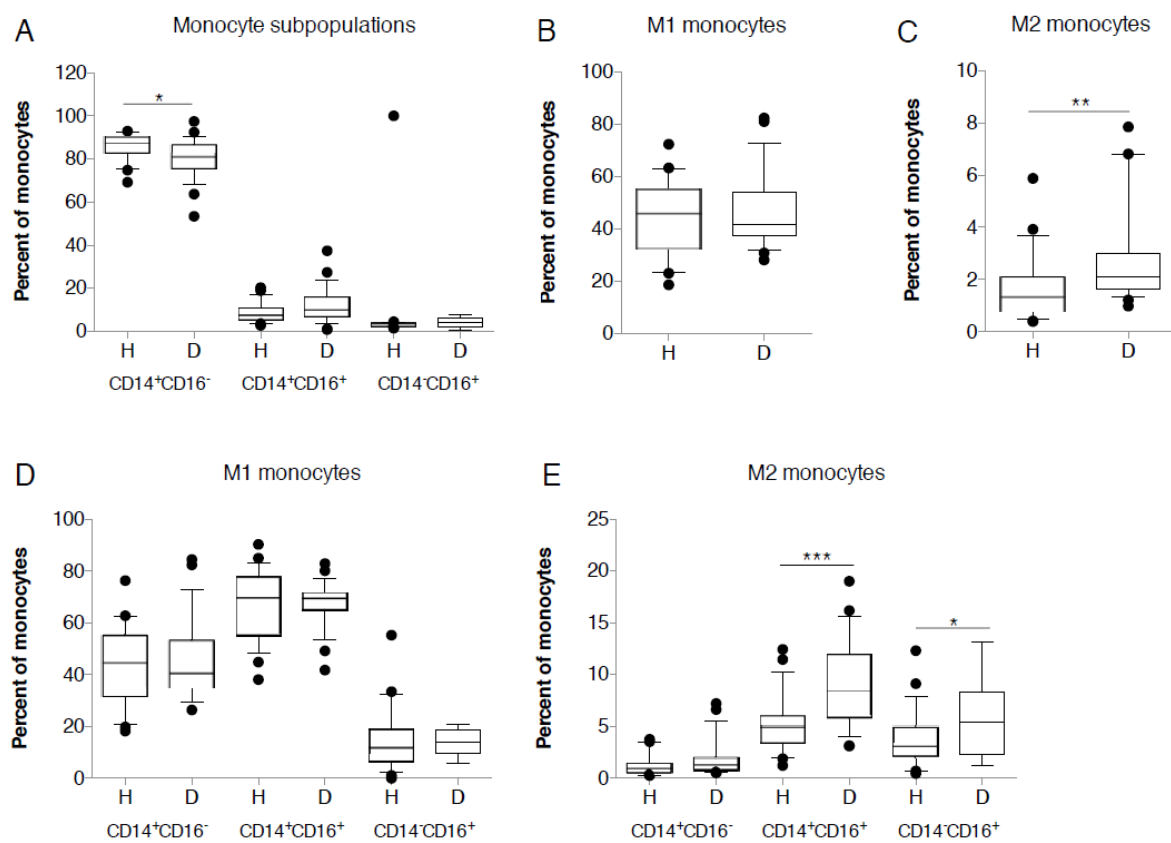 A
Monocyte subpopulations
Percent of monocytes
120
100
80
60
40
20
0
*
H D H D H D
CD14⁺CD16⁻ CD14⁺CD16⁺ CD14⁻CD16⁺
B
M1 monocytes
Percent of monocytes
100
80
60
40
20
0
H D
C
M2 monocytes
Percent of monocytes
10
8
6
4
2
0
**
H D
D
M1 monocytes
Percent of monocytes
100
80
60
40
20
0
H D H D H D
CD14⁺CD16⁻ CD14⁺CD16⁺ CD14⁻CD16⁺
E
M2 monocytes
Percent of monocytes
25
20
15
10
5
0
***
*
H D H D H D
CD14⁺CD16⁻ CD14⁺CD16⁺ CD14⁻CD16⁺